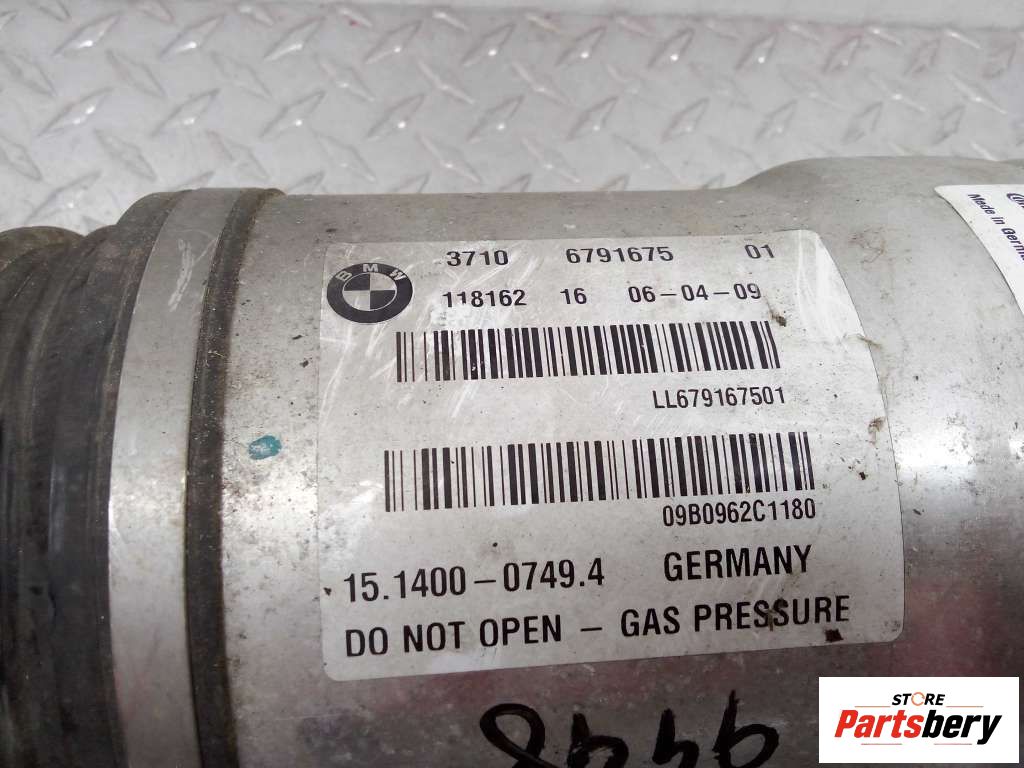 3710 6791675 01
BMW
118162 16 06-04-09
LL679167501
09B0962C1180
15.1400-0749.4 GERMANY
DO NOT OPEN - GAS PRESSURE
Made in
STORE
Partsbery